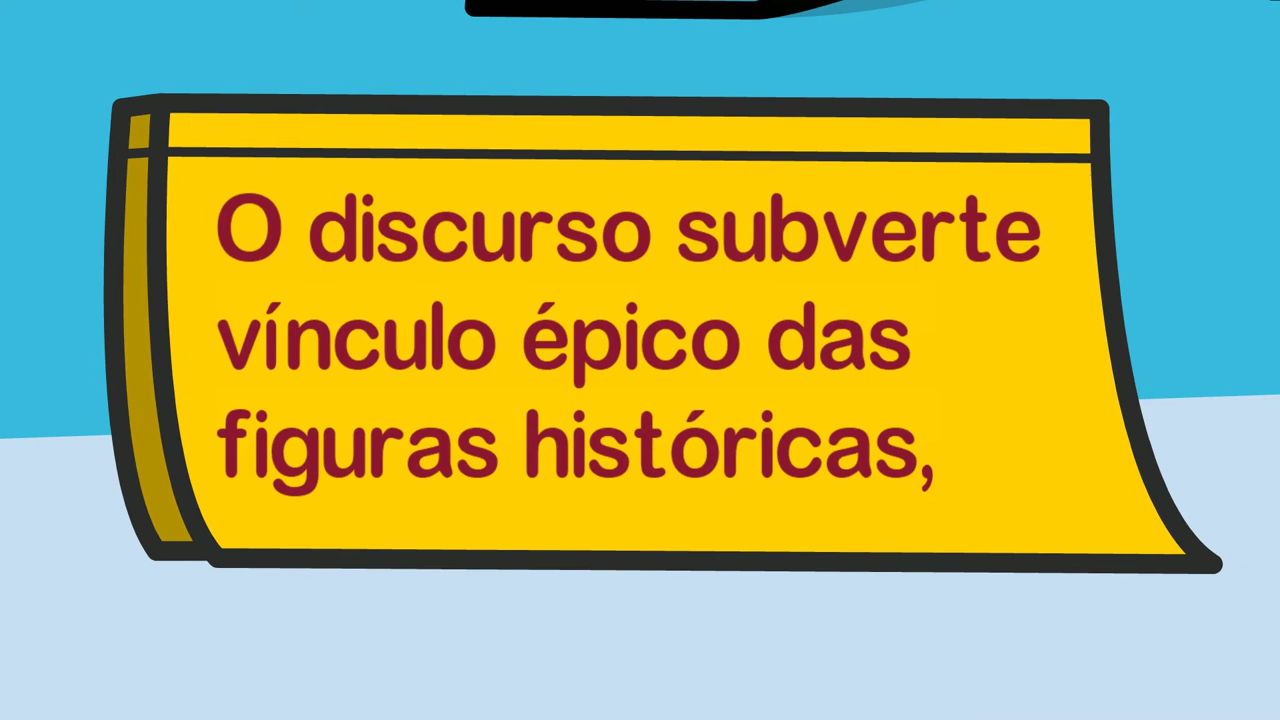 O discurso subverte
vínculo épico das
figuras históricas,